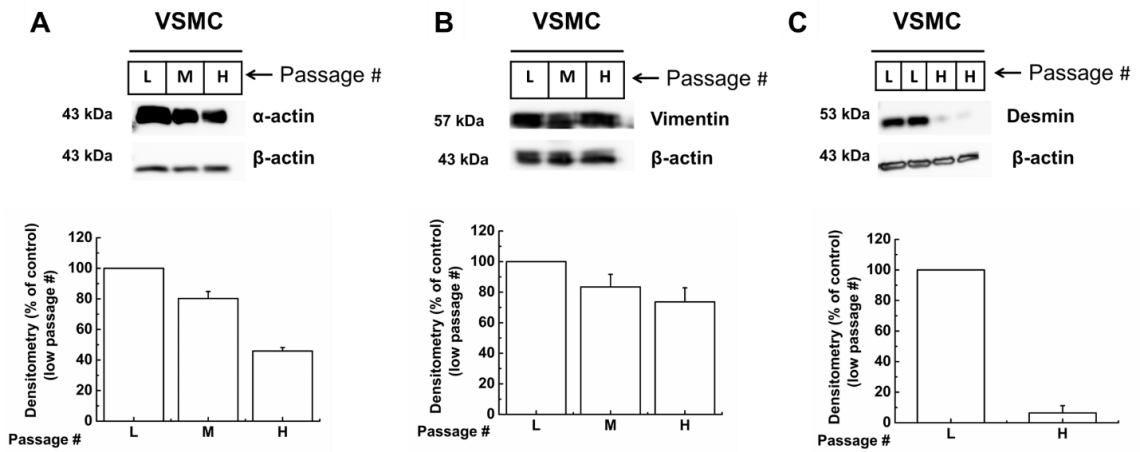 A
VSMC
L M H ← Passage #
43 kDa α-actin
43 kDa β-actin
Densitometry (% of control)
(low passage #)
120
100
80
60
40
20
0
L M H
Passage #
B
VSMC
L M H ← Passage #
57 kDa Vimentin
43 kDa β-actin
Densitometry (% of control)
(low passage #)
120
100
80
60
40
20
0
L M H
Passage #
C
VSMC
L L H H ← Passage #
53 kDa Desmin
43 kDa β-actin
Densitometry (% of control)
(low passage #)
120
100
80
60
40
20
0
L H
Passage #